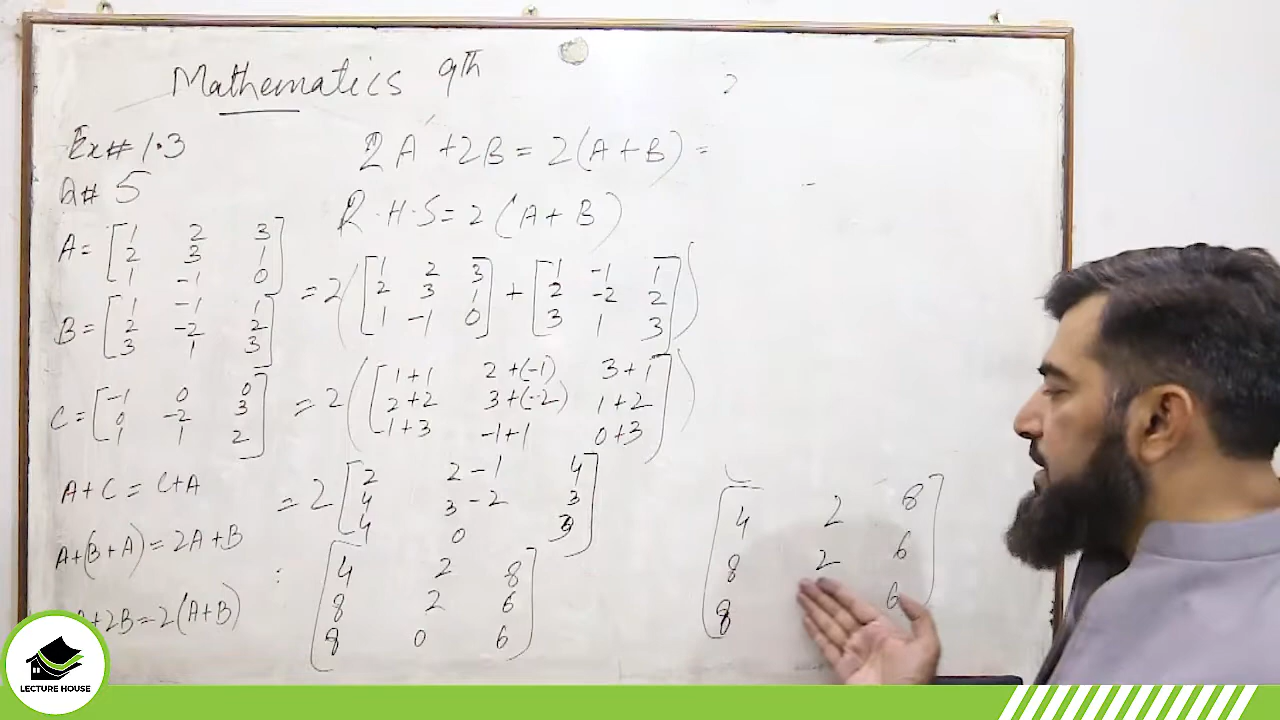 Mathematics 9th
Ex# 1.3
Q# 5
A = [1 2 3
2 3 1
1 -1 0]
B = [1 -1 1
2 -2 2
3 1 3]
C = [-1 0 0
0 -2 3
1 1 2]
A+C = C+A
A+(B+A) = 2A+B
A+2B = 2(A+B)
2A + 2B = 2(A+B) =
R.H.S = 2(A+B)
= 2([1 2 3 + [1 -1 1
2 3 1 2 -2 2
1 -1 0] 3 1 3])
= 2([1+1 2+(-1) 3+1
2+2 3+(-2) 1+2
1+3 -1+1 0+3])
= 2[2 2-1 4
4 3-2 3
4 0 3]
[4 2 8
8 2 6
8 0 6]
[4 2 8
8 2 6
8 6]
LECTURE HOUSE